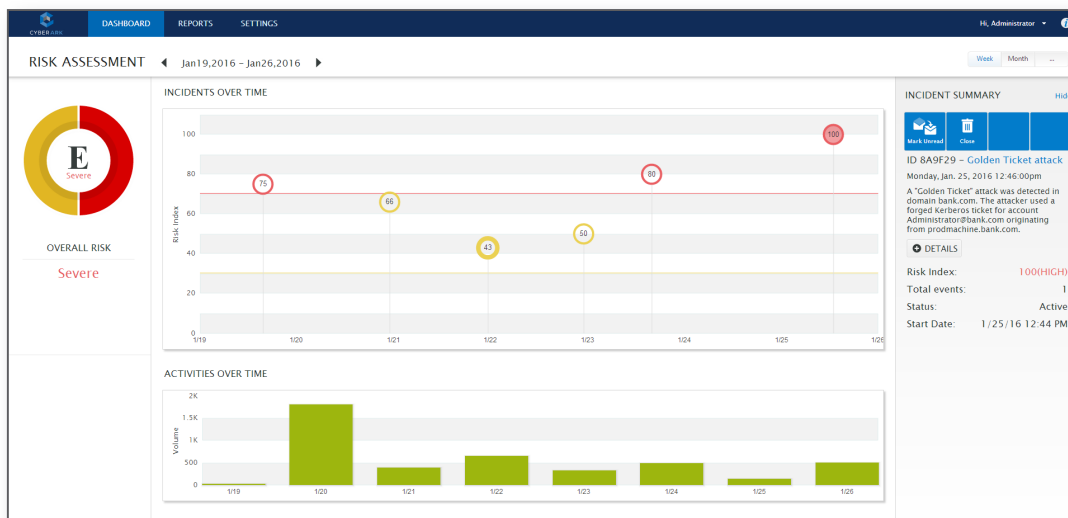 CYBERARK
DASHBOARD
REPORTS
SETTINGS
Hi, Administrator
RISK ASSESSMENT
Jan19,2016 - Jan26,2016
Week
Month
...
E
Severe
OVERALL RISK
Severe
INCIDENTS OVER TIME
Risk Index
100
80
60
40
20
0
75
66
43
50
80
100
1/19
1/20
1/21
1/22
1/23
1/24
1/25
1/26
ACTIVITIES OVER TIME
Volume
2K
1.5K
1K
500
0
1/19
1/20
1/21
1/22
1/23
1/24
1/25
1/26
INCIDENT SUMMARY
Mark Unread
Close
ID 8A9F29 – Golden Ticket attack
Monday, Jan. 25, 2016 12:46:00pm
A "Golden Ticket" attack was detected in
domain bank.com. The attacker used a
forged Kerberos ticket for account
Administrator@bank.com originating
from prodmachine.bank.com.
DETAILS
Risk Index: 100(HIGH)
Total events: 1
Status: Active
Start Date: 1/25/16 12:44 PM